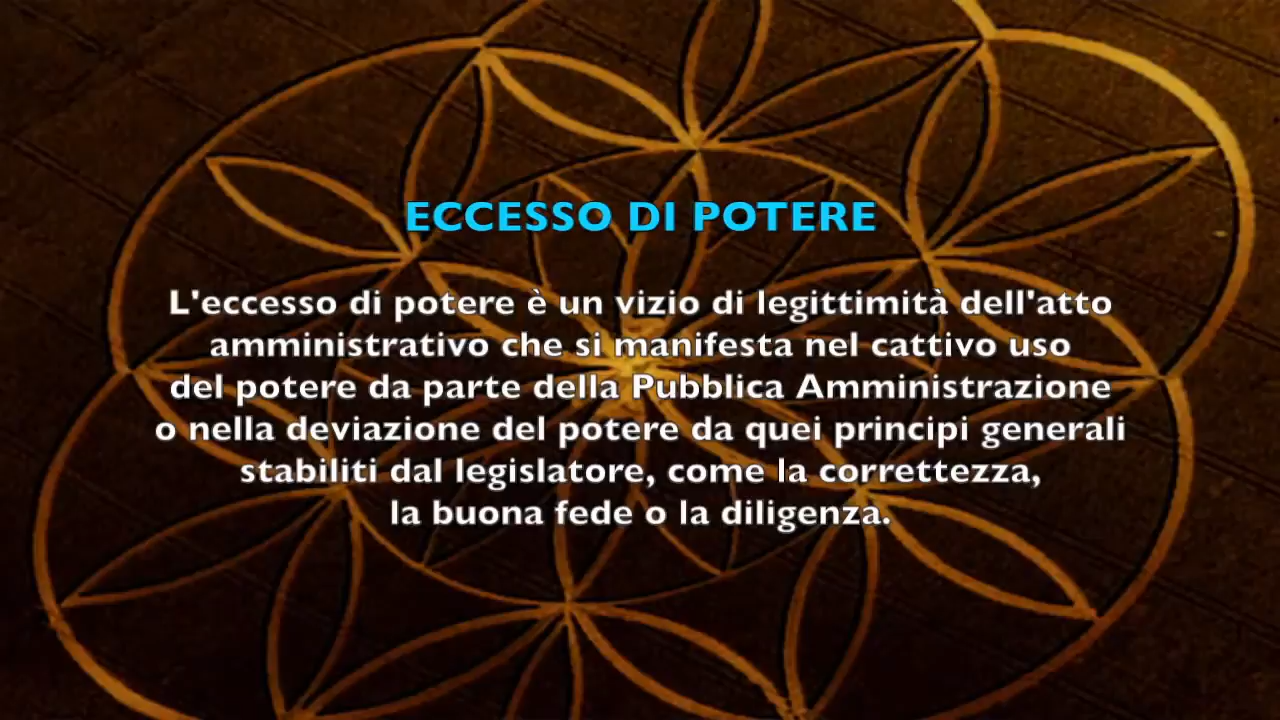 ECCESSO DI POTERE
L'eccesso di potere è un vizio di legittimità dell'atto
amministrativo che si manifesta nel cattivo uso
del potere da parte della Pubblica Amministrazione
o nella deviazione del potere da quei principi generali
stabiliti dal legislatore, come la correttezza,
la buona fede o la diligenza.